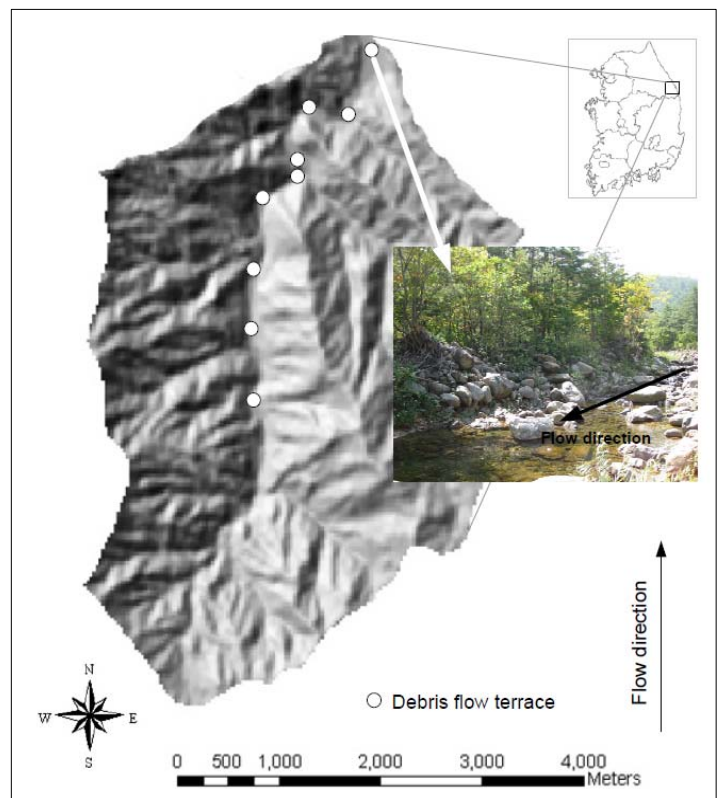 Flow direction
Flow direction
N
W E
S
Debris flow terrace
0 500 1,000 2,000 3,000 4,000
Meters